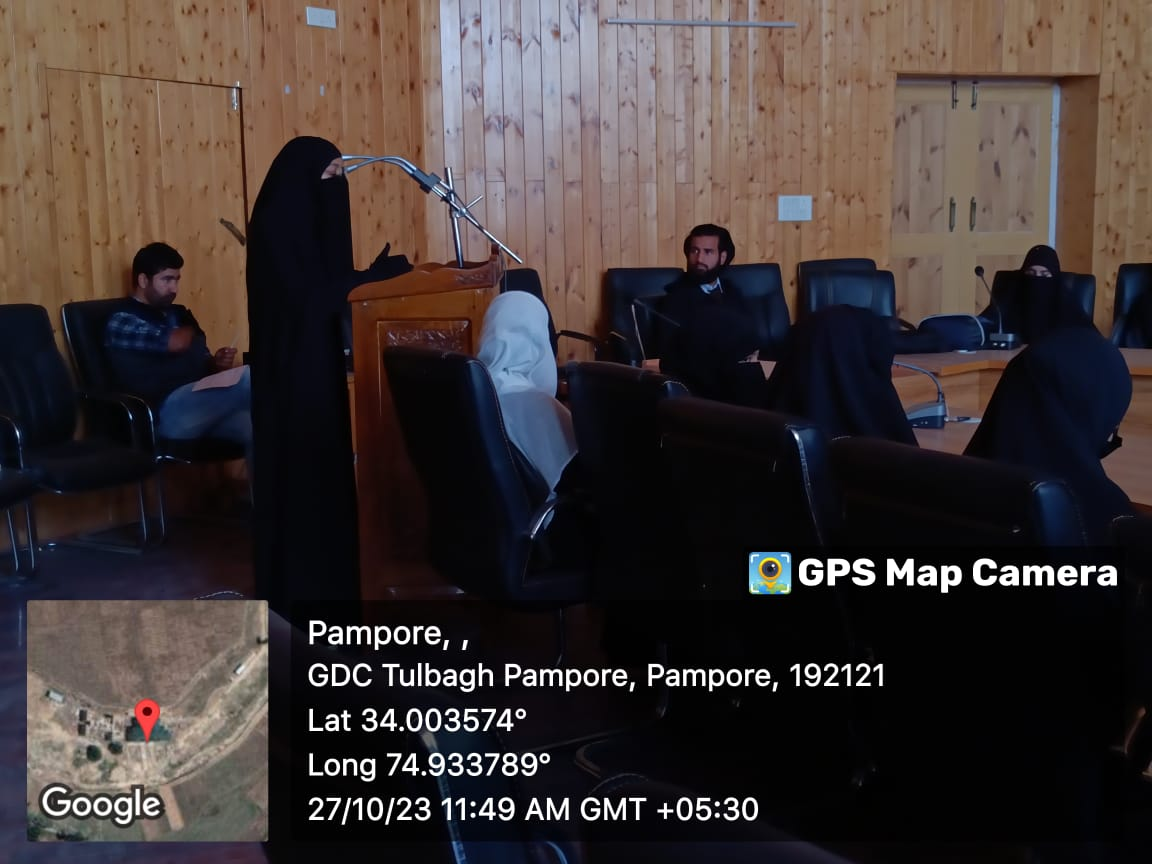 GPS Map Camera
Pampore, ,
GDC Tulbagh Pampore, Pampore, 192121
Lat 34.003574°
Long 74.933789°
27/10/23 11:49 AM GMT +05:30
Google